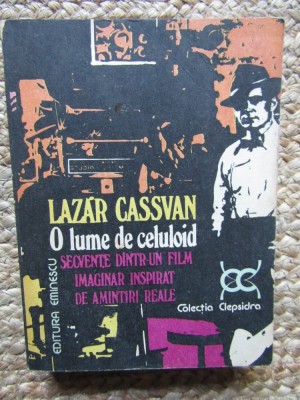 LAZĂR CASSVAN
O lume de celuloid
SECVENȚE DINTR-UN FILM
IMAGINAR INSPIRAT
DE AMINTIRI REALE
EDITURA EMINESCU
Colecția Clepsidra